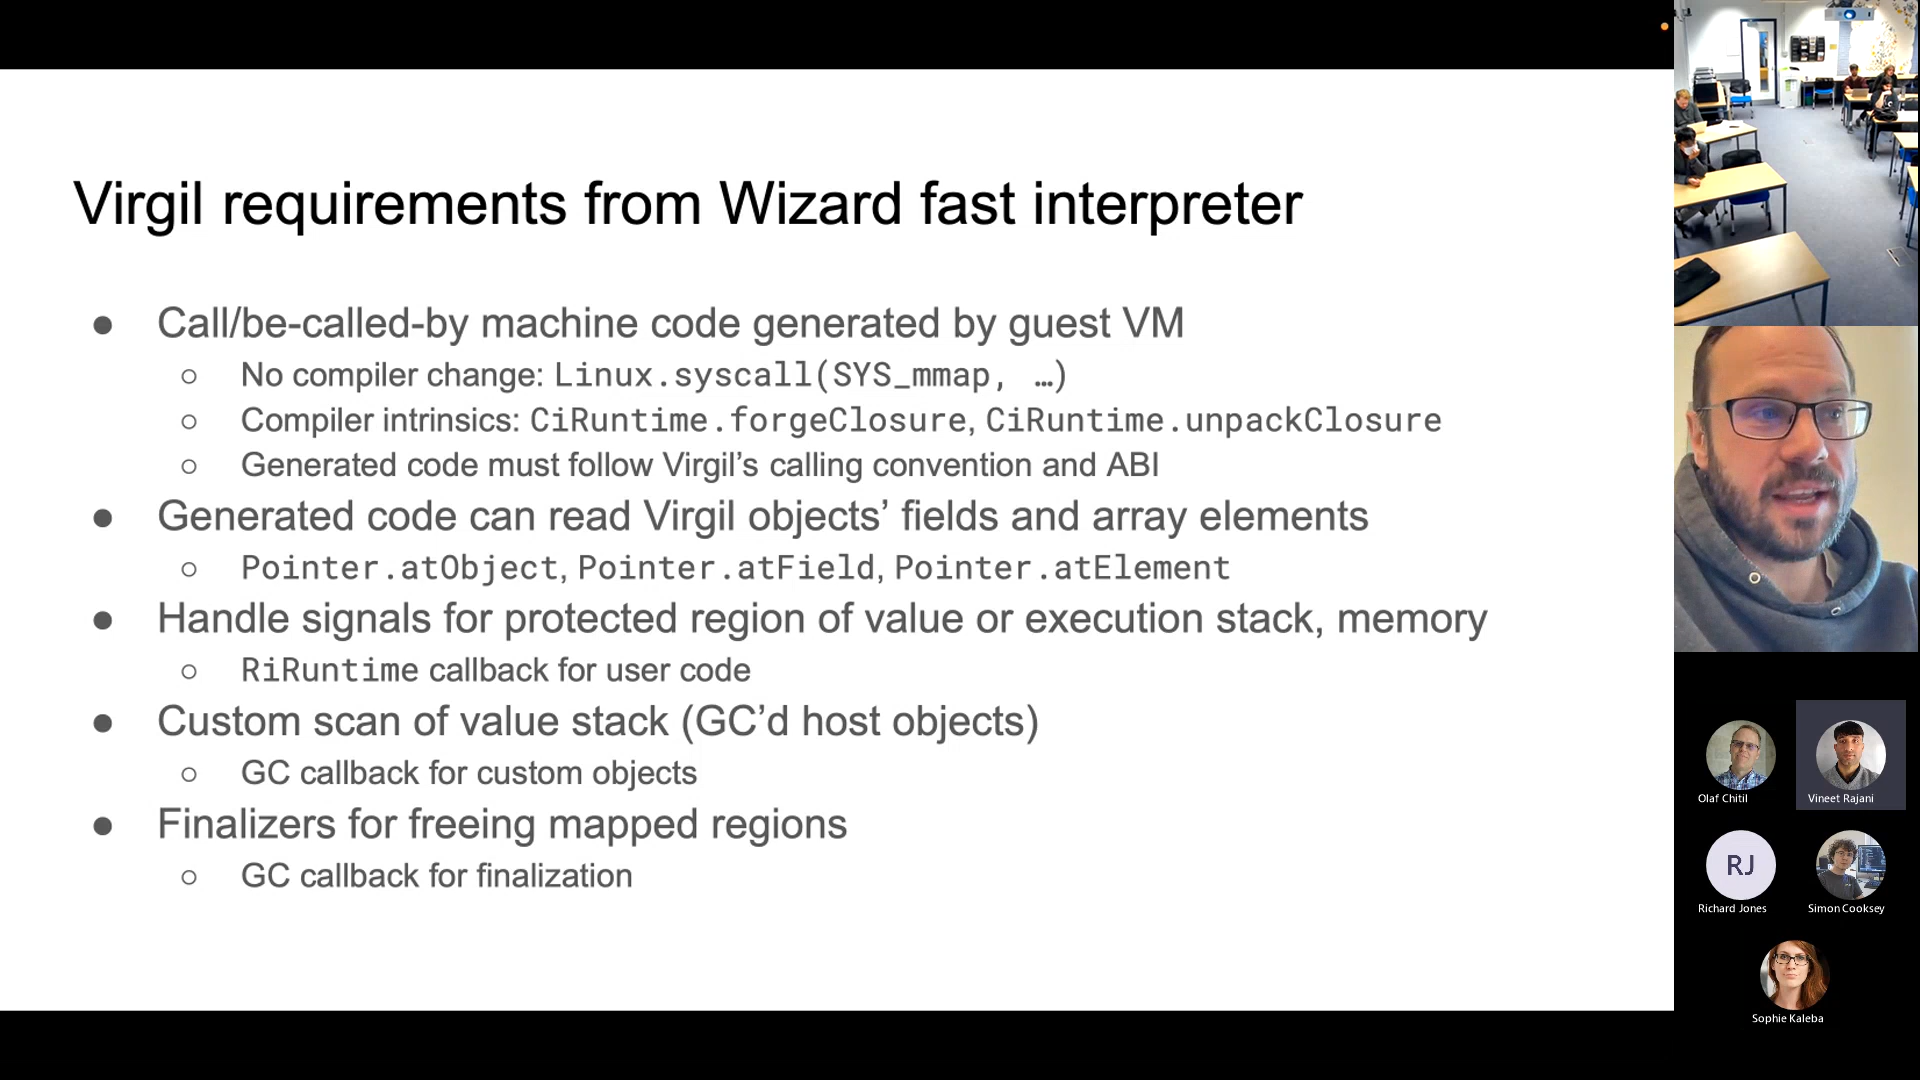 Virgil requirements from Wizard fast interpreter
● Call/be-called-by machine code generated by guest VM
○ No compiler change: Linux.syscall(SYS_mmap, …)
○ Compiler intrinsics: CiRuntime.forgeClosure, CiRuntime.unpackClosure
○ Generated code must follow Virgil’s calling convention and ABI
● Generated code can read Virgil objects’ fields and array elements
○ Pointer.atObject, Pointer.atField, Pointer.atElement
● Handle signals for protected region of value or execution stack, memory
○ RiRuntime callback for user code
● Custom scan of value stack (GC’d host objects)
○ GC callback for custom objects
● Finalizers for freeing mapped regions
○ GC callback for finalization
Olaf Chitil
Vineet Rajani
RJ
Richard Jones
Simon Cooksey
Sophie Kaleba